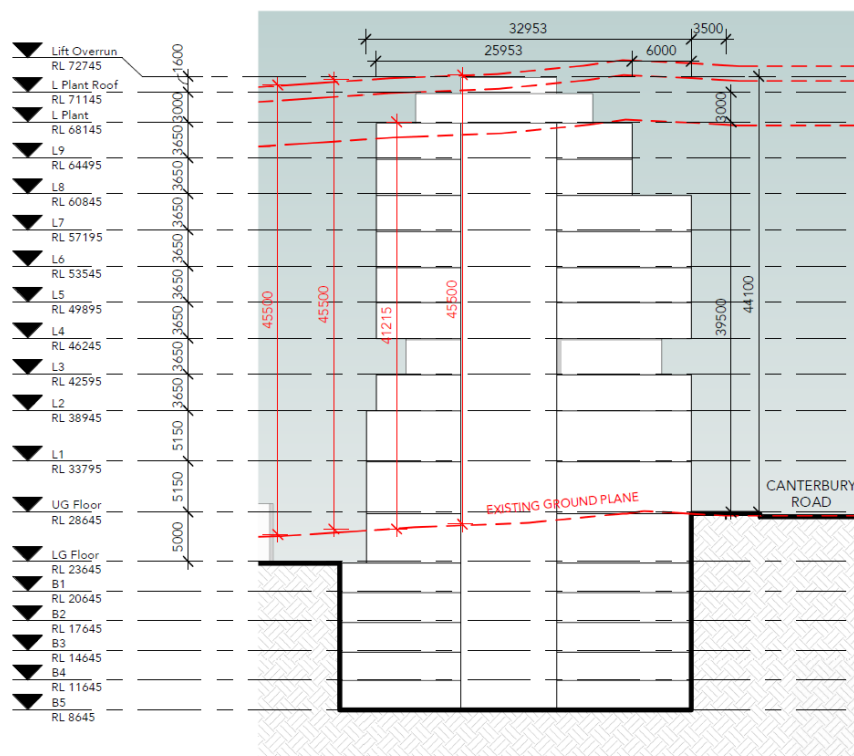 32953
3500
25953
6000
Lift Overrun
RL 72745
1600
L Plant Roof
RL 71145
3000
3000
L Plant
RL 68145
3650
L9
RL 64495
3650
L8
RL 60845
3650
L7
RL 57195
3650
L6
RL 53545
3650
L5
RL 49895
3650
45500
45500
41215
45500
39500
44100
L4
RL 46245
3650
L3
RL 42595
3650
L2
RL 38945
5150
L1
RL 33795
5150
CANTERBURY
ROAD
EXISTING GROUND PLANE
UG Floor
RL 28645
5000
LG Floor
RL 23645
B1
RL 20645
B2
RL 17645
B3
RL 14645
B4
RL 11645
B5
RL 8645